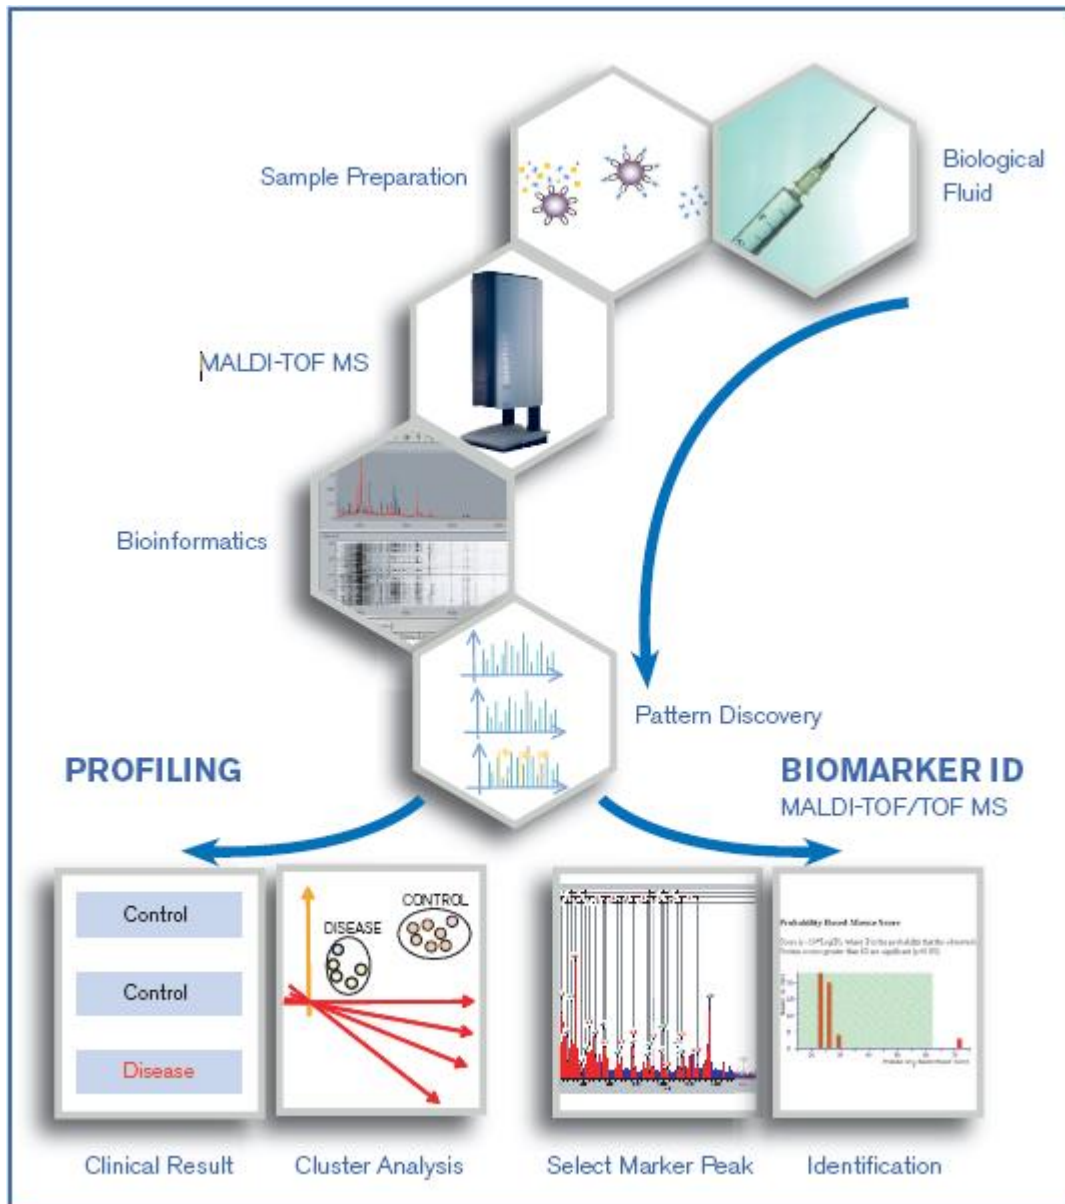 Sample Preparation
Biological
Fluid
MALDI-TOF MS
Bioinformatics
Pattern Discovery
PROFILING
BIOMARKER ID
MALDI-TOF/TOF MS
Control
Control
Disease
DISEASE
CONTROL
Probability Based Mowse Score
Clinical Result
Cluster Analysis
Select Marker Peak
Identification